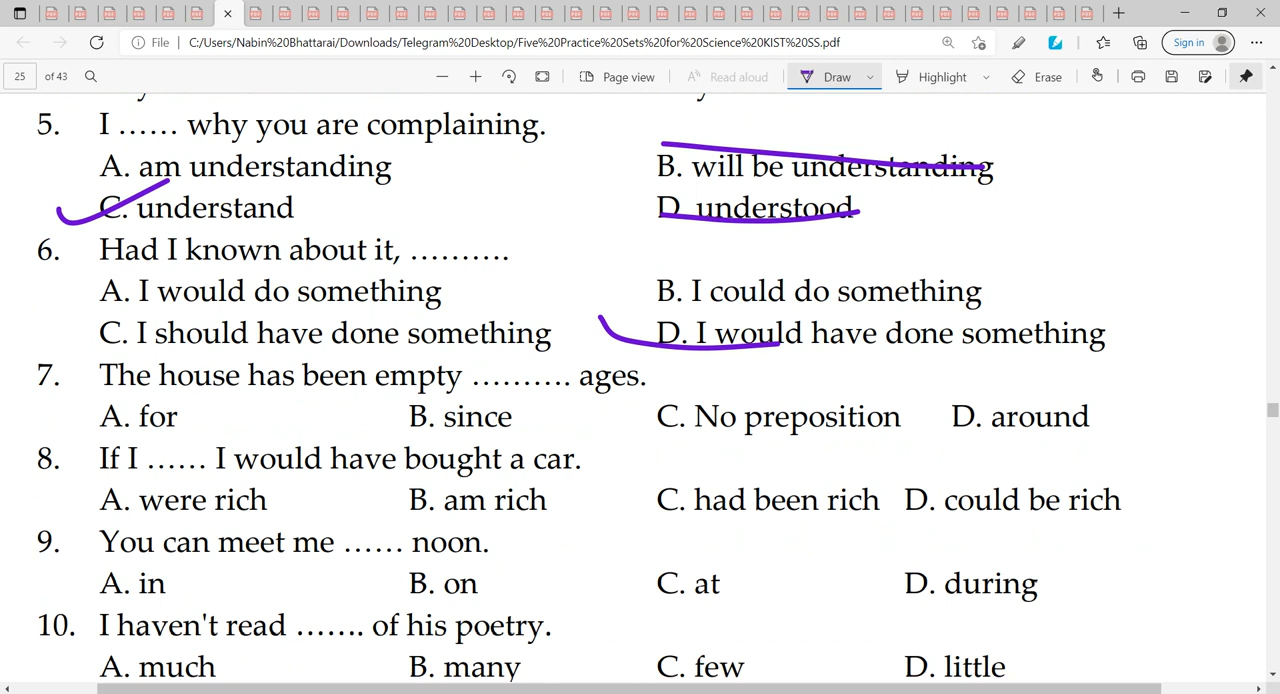 File C:/Users/Nabin%20Bhattarai/Downloads/Telegram%20Desktop/Five%20Practice%20Sets%20for%20Science%20KIST%20SS.pdf Sign in
25 of 43 Page view Read aloud Draw Highlight Erase
5. I ...... why you are complaining.
A. am understanding B. will be understanding
C. understand D. understood
6. Had I known about it, ..........
A. I would do something B. I could do something
C. I should have done something D. I would have done something
7. The house has been empty .......... ages.
A. for B. since C. No preposition D. around
8. If I ...... I would have bought a car.
A. were rich B. am rich C. had been rich D. could be rich
9. You can meet me ...... noon.
A. in B. on C. at D. during
10. I haven't read ....... of his poetry.
A. much B. many C. few D. little